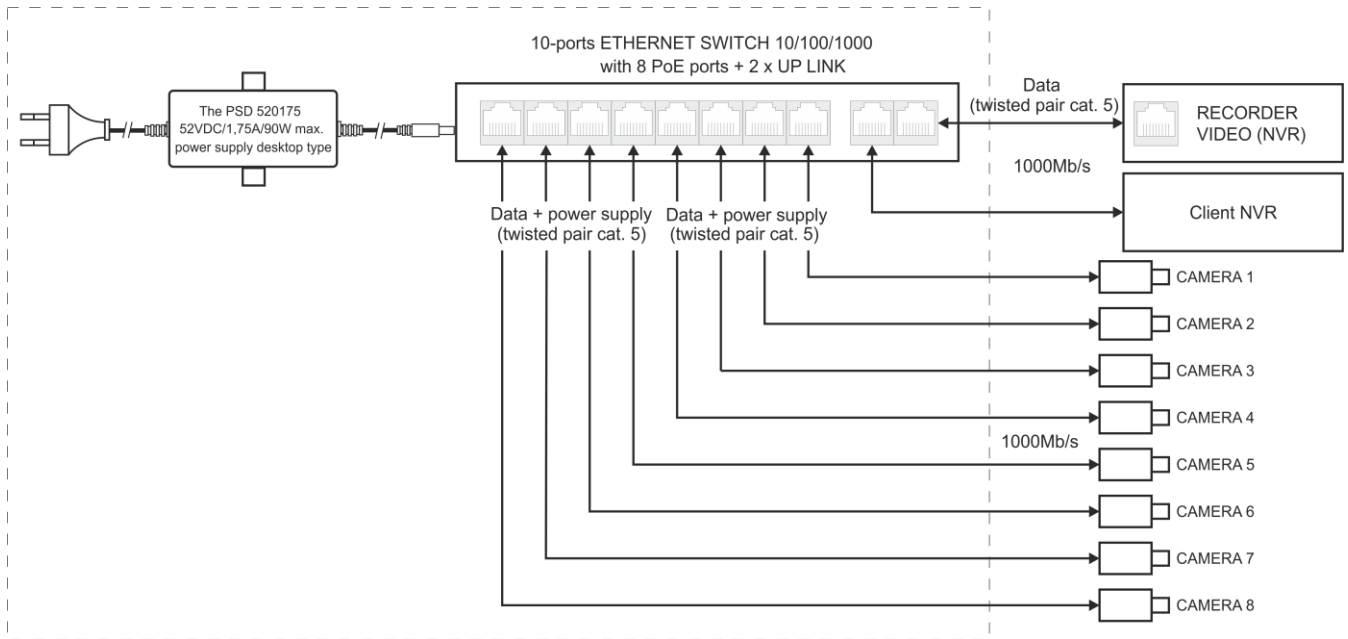 10-ports ETHERNET SWITCH 10/100/1000
with 8 PoE ports + 2 x UP LINK
The PSD 520175
52VDC/1,75A/90W max.
power supply desktop type
Data
(twisted pair cat. 5)
RECORDER
VIDEO (NVR)
1000Mb/s
Client NVR
Data + power supply
(twisted pair cat. 5)
Data + power supply
(twisted pair cat. 5)
CAMERA 1
CAMERA 2
CAMERA 3
CAMERA 4
1000Mb/s
CAMERA 5
CAMERA 6
CAMERA 7
CAMERA 8